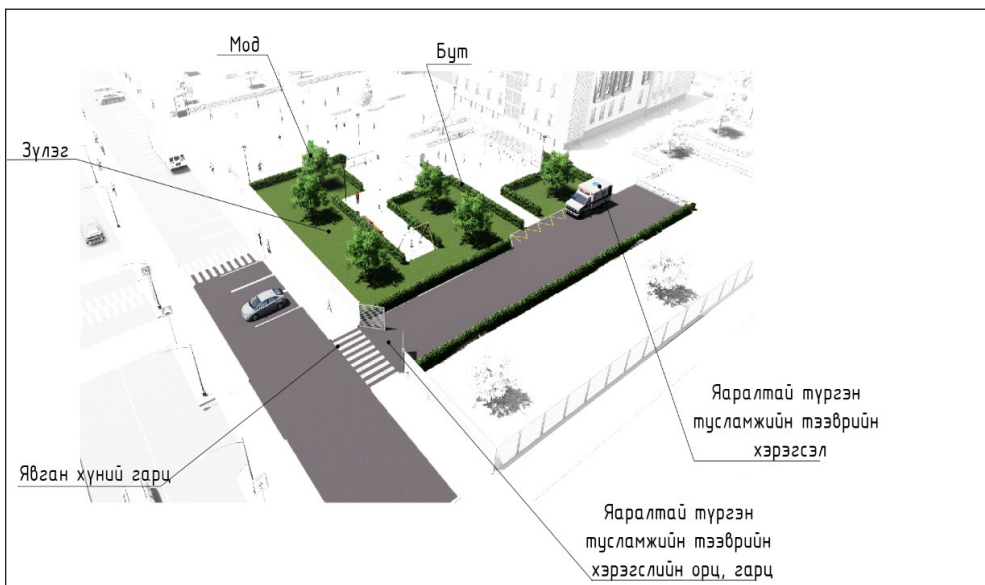 Мод
Бут
Зүлэг
Яаралтай түргэн
тусламжийн тээврийн
хэрэгсэл
Явган хүний гарц
Яаралтай түргэн
тусламжийн тээврийн
хэрэгслийн орц, гарц